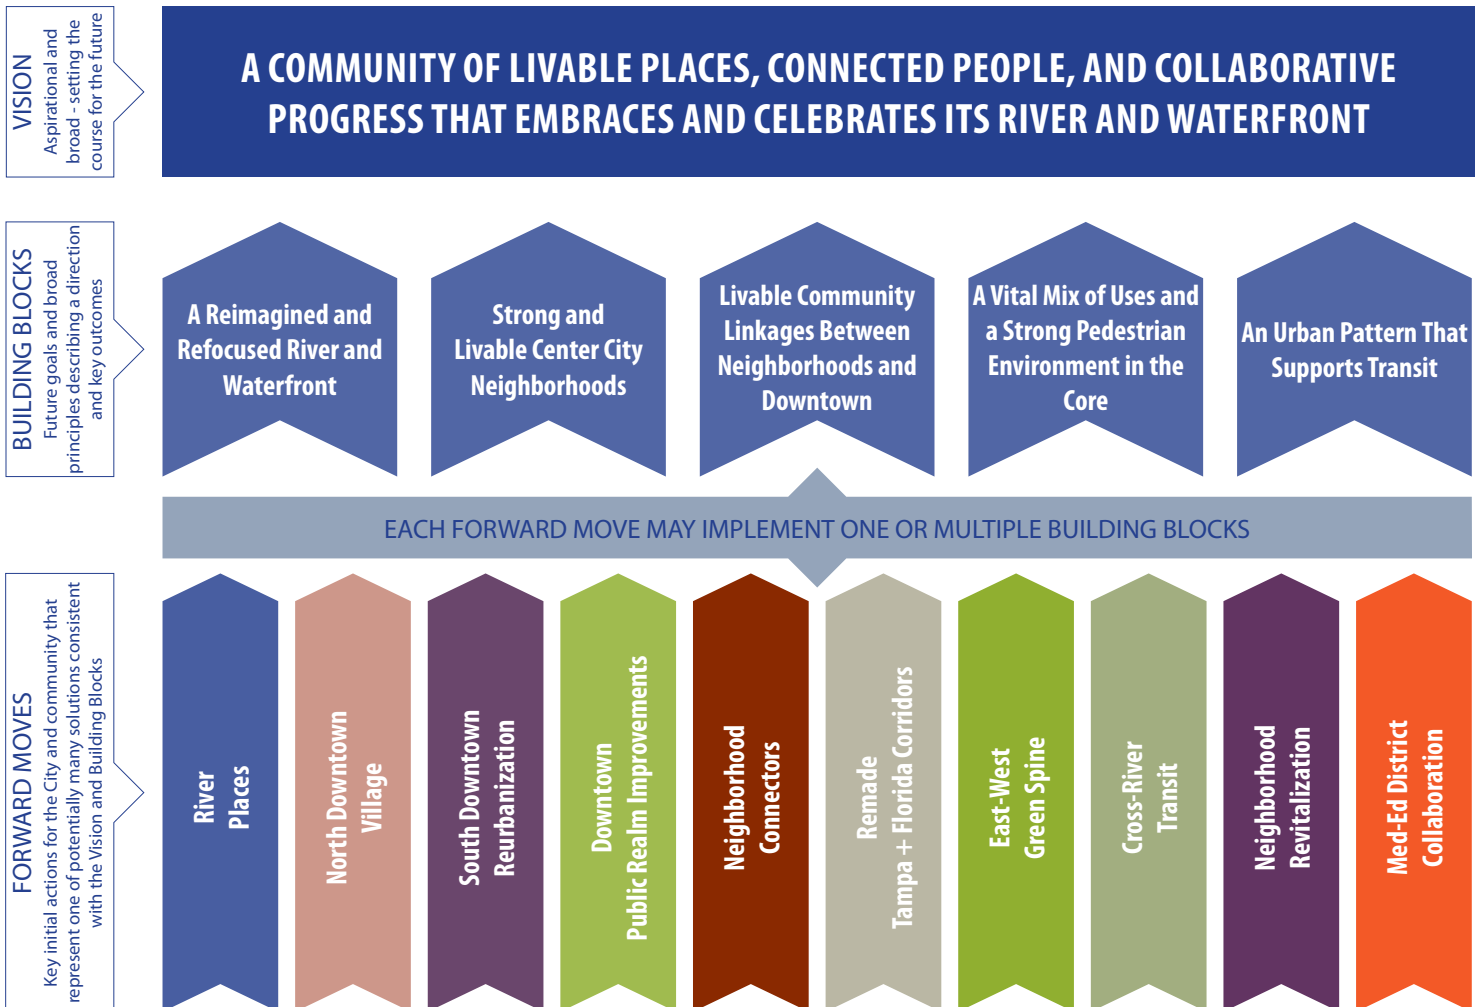 VISION
Aspirational and
broad - setting the
course for the future
A COMMUNITY OF LIVABLE PLACES, CONNECTED PEOPLE, AND COLLABORATIVE
PROGRESS THAT EMBRACES AND CELEBRATES ITS RIVER AND WATERFRONT
BUILDING BLOCKS
Future goals and broad
principles describing a direction
and key outcomes
A Reimagined and
Refocused River and
Waterfront
Strong and
Livable Center City
Neighborhoods
Livable Community
Linkages Between
Neighborhoods and
Downtown
A Vital Mix of Uses and
a Strong Pedestrian
Environment in the
Core
An Urban Pattern That
Supports Transit
EACH FORWARD MOVE MAY IMPLEMENT ONE OR MULTIPLE BUILDING BLOCKS
FORWARD MOVES
Key initial actions for the City and community that
represent one of potentially many solutions consistent
with the Vision and Building Blocks
River
Places
North Downtown
Village
South Downtown
Reurbanization
Downtown
Public Realm Improvements
Neighborhood
Connectors
Remade
Tampa + Florida Corridors
East-West
Green Spine
Cross-River
Transit
Neighborhood
Revitalization
Med-Ed District
Collaboration